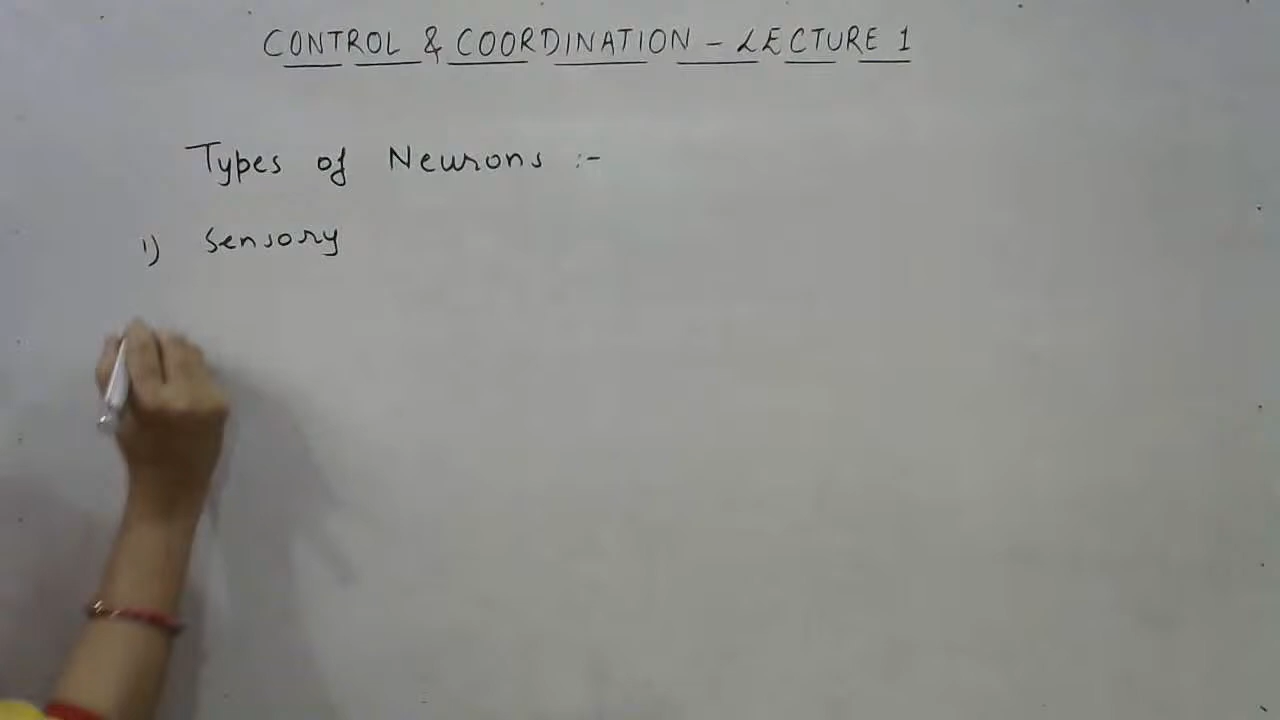 CONTROL & COORDINATION - LECTURE 1
Types of Neurons :-
1) Sensory